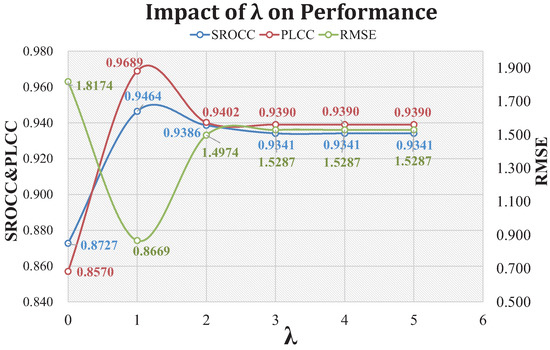 Impact of λ on Performance
SROCC PLCC RMSE
0.980
0.960
0.940
0.920
0.900
0.880
0.860
0.840
SROCC&PLCC
1.900
1.700
1.500
1.300
1.100
0.900
0.700
0.500
RMSE
1.8174
0.9689
0.9464
0.9402 0.9390 0.9390 0.9390
0.9386 0.9341 0.9341 0.9341
1.4974 1.5287 1.5287 1.5287
0.8727
0.8669
0.8570
0 1 2 3 4 5 6
λ